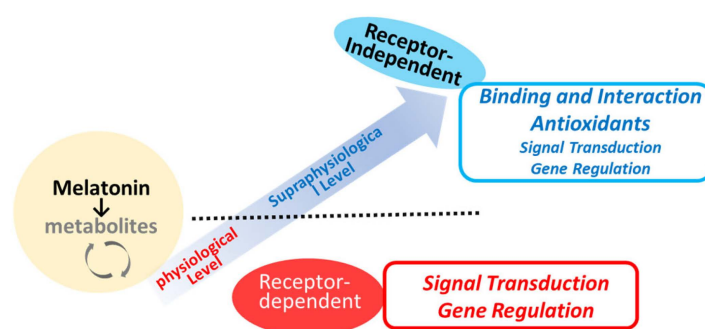 Receptor-
Independent
Binding and Interaction
Antioxidants
Signal Transduction
Gene Regulation
Supraphysiologica
l Level
Melatonin
metabolites
physiological
Level
Receptor-
dependent
Signal Transduction
Gene Regulation